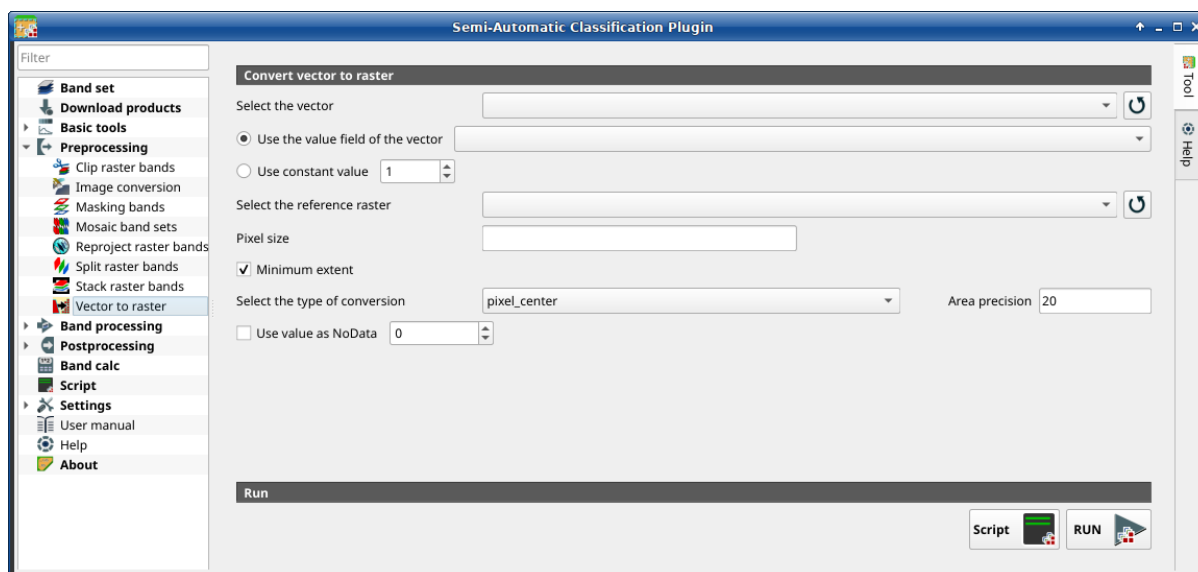 Semi-Automatic Classification Plugin
Filter
Band set
Download products
Basic tools
Preprocessing
Clip raster bands
Image conversion
Masking bands
Mosaic band sets
Reproject raster bands
Split raster bands
Stack raster bands
Vector to raster
Band processing
Postprocessing
Band calc
Script
Settings
User manual
Help
About
Convert vector to raster
Select the vector
Use the value field of the vector
Use constant value 1
Select the reference raster
Pixel size
Minimum extent
Select the type of conversion pixel_center Area precision 20
Use value as NoData 0
Run
Script RUN
Tool
Help